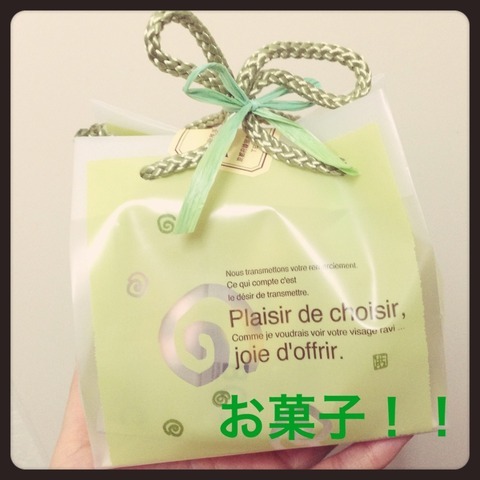 Nous transmettons votre remerciement.
Ce qui compte c'est
le désir de transmettre.
Plaisir de choisir,
Comme je voudrais voir votre visage ravi ...
joie d'offrir.
お菓子！！